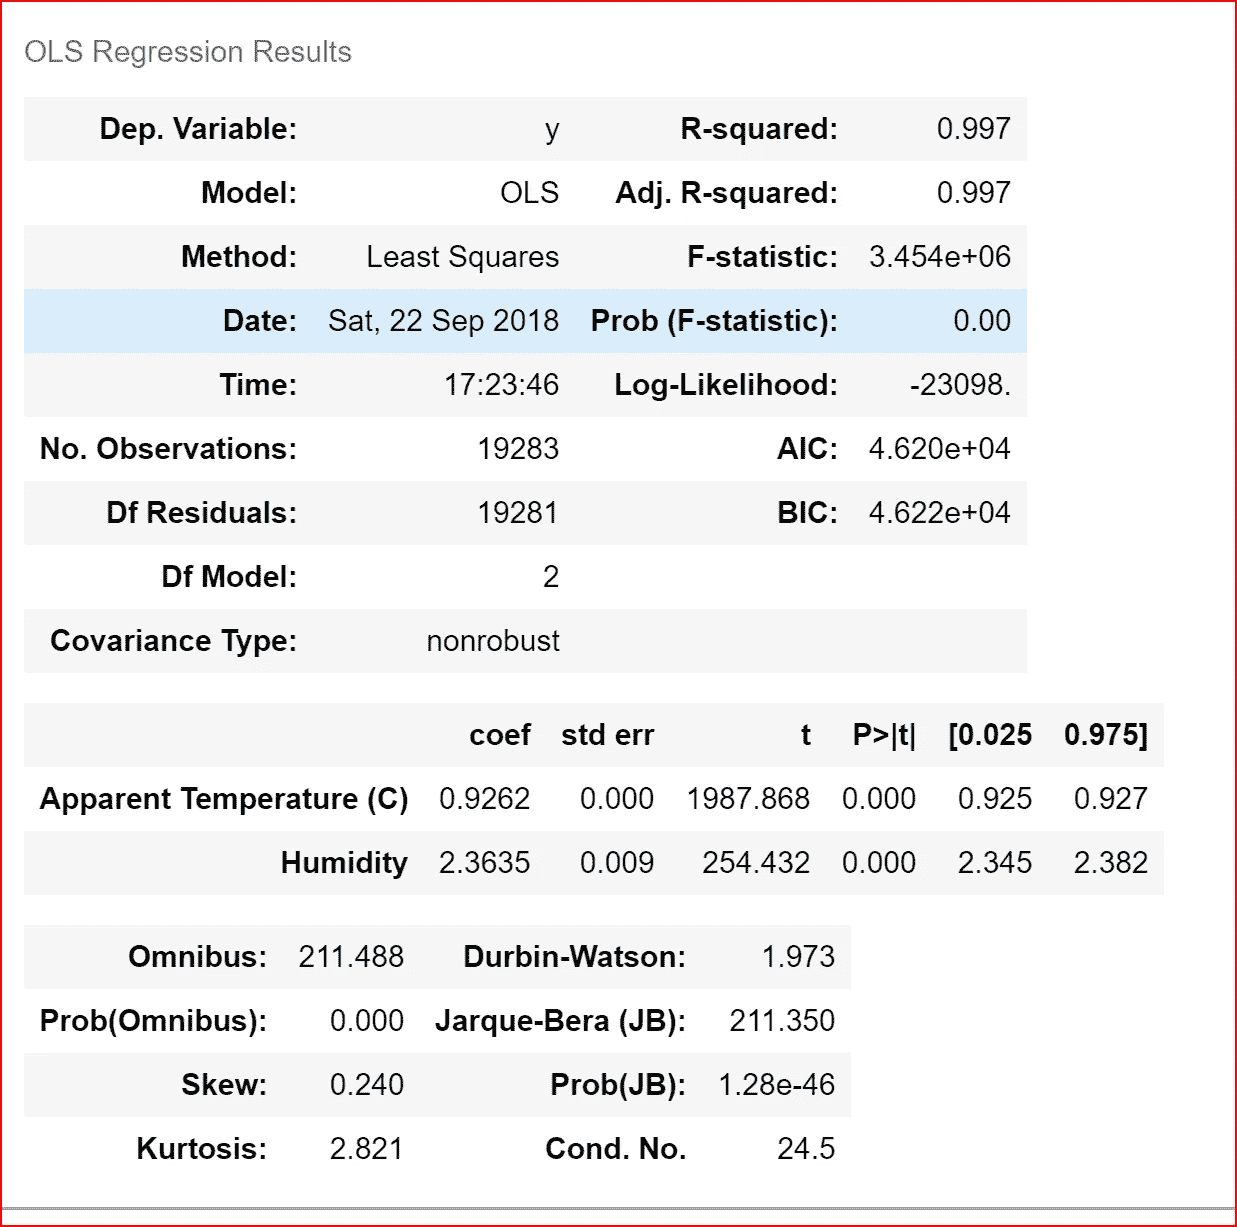 OLS Regression Results
Dep. Variable: y R-squared: 0.997
Model: OLS Adj. R-squared: 0.997
Method: Least Squares F-statistic: 3.454e+06
Date: Sat, 22 Sep 2018 Prob (F-statistic): 0.00
Time: 17:23:46 Log-Likelihood: -23098.
No. Observations: 19283 AIC: 4.620e+04
Df Residuals: 19281 BIC: 4.622e+04
Df Model: 2
Covariance Type: nonrobust
coef std err t P>|t| [0.025 0.975]
Apparent Temperature (C) 0.9262 0.000 1987.868 0.000 0.925 0.927
Humidity 2.3635 0.009 254.432 0.000 2.345 2.382
Omnibus: 211.488 Durbin-Watson: 1.973
Prob(Omnibus): 0.000 Jarque-Bera (JB): 211.350
Skew: 0.240 Prob(JB): 1.28e-46
Kurtosis: 2.821 Cond. No. 24.5